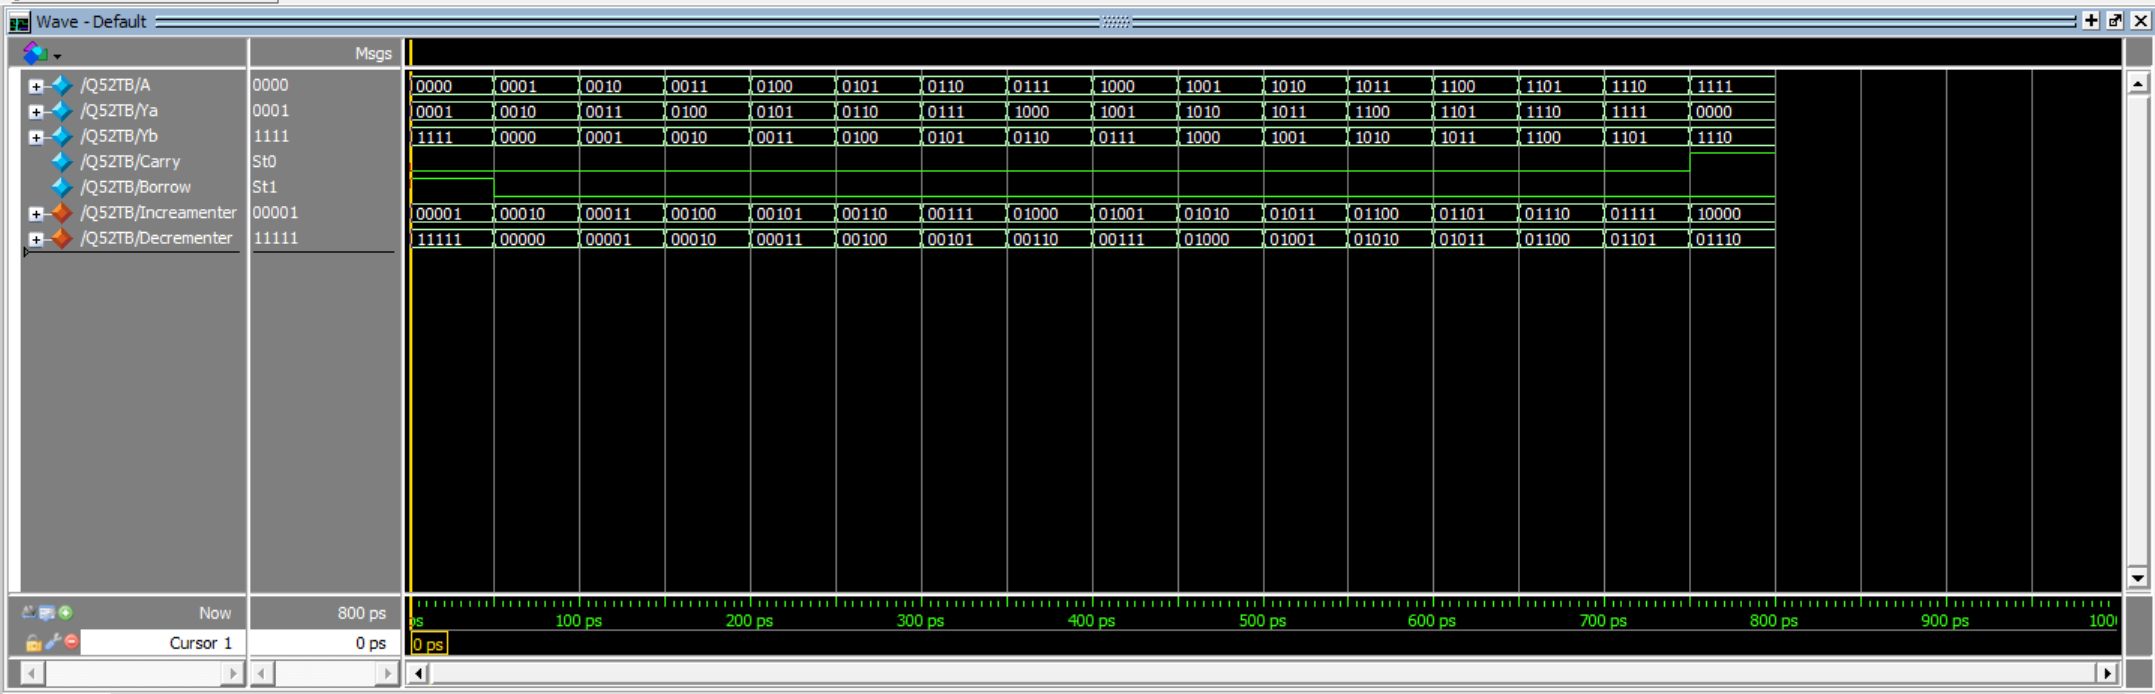 Wave - Default
Msgs
/Q52TB/A 0000 0000 0001 0010 0011 0100 0101 0110 0111 1000 1001 1010 1011 1100 1101 1110 1111
/Q52TB/Ya 0001 0001 0010 0011 0100 0101 0110 0111 1000 1001 1010 1011 1100 1101 1110 1111 0000
/Q52TB/Yb 1111 1111 0000 0001 0010 0011 0100 0101 0110 0111 1000 1001 1010 1011 1100 1101 1110
/Q52TB/Carry St0
/Q52TB/Borrow St1
/Q52TB/Increamenter 00001 00001 00010 00011 00100 00101 00110 00111 01000 01001 01010 01011 01100 01101 01110 01111 10000
/Q52TB/Decrementer 11111 11111 00000 00001 00010 00011 00100 00101 00110 00111 01000 01001 01010 01011 01100 01101 01110
Now 800 ps ps 100 ps 200 ps 300 ps 400 ps 500 ps 600 ps 700 ps 800 ps 900 ps 100
Cursor 1 0 ps 0 ps